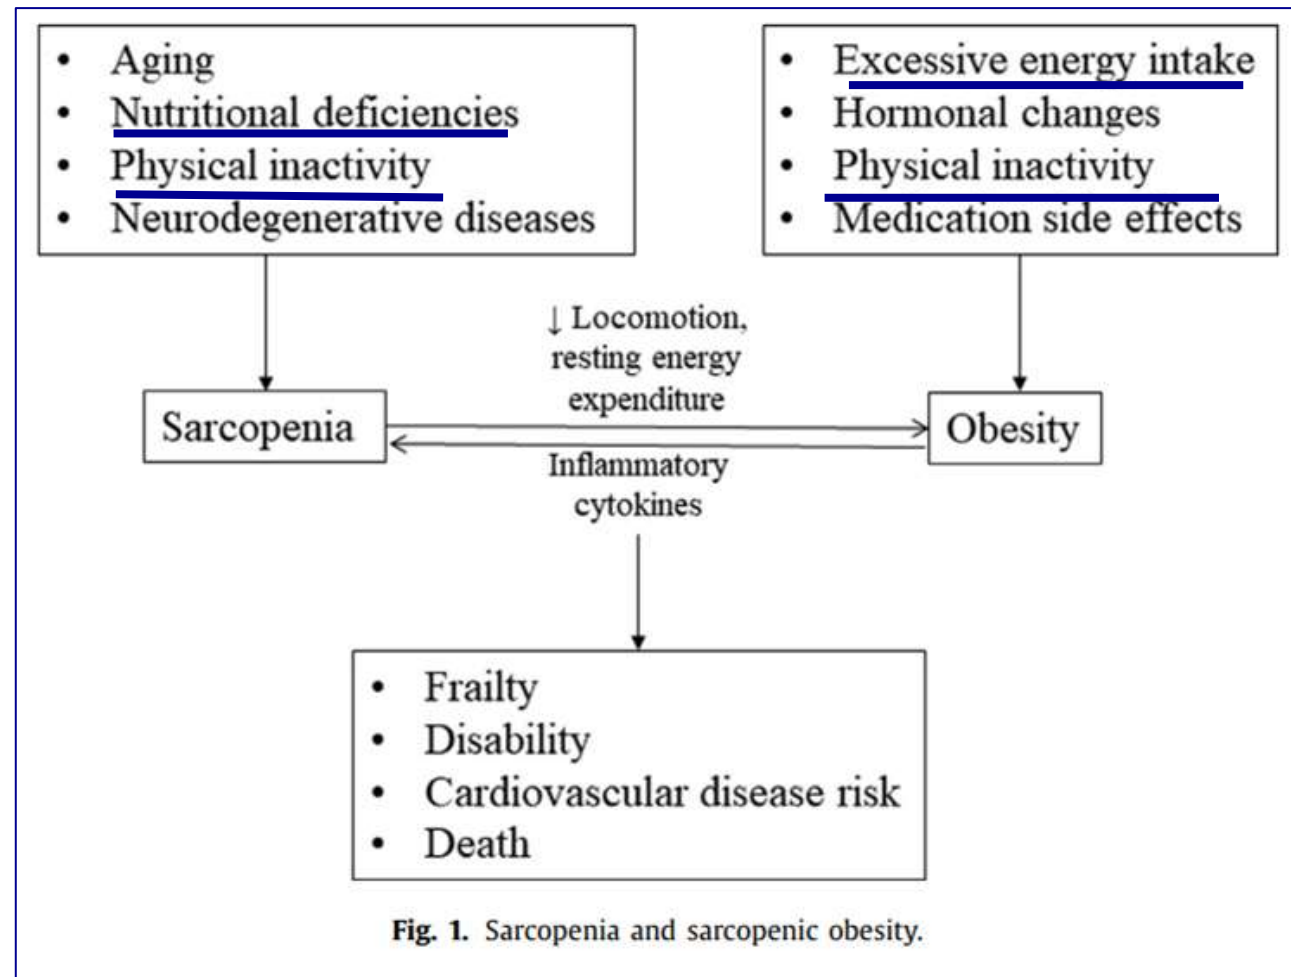 • Aging
• Nutritional deficiencies
• Physical inactivity
• Neurodegenerative diseases
• Excessive energy intake
• Hormonal changes
• Physical inactivity
• Medication side effects
↓ Locomotion,
resting energy
expenditure
Sarcopenia
Obesity
Inflammatory
cytokines
• Frailty
• Disability
• Cardiovascular disease risk
• Death
Fig. 1. Sarcopenia and sarcopenic obesity.